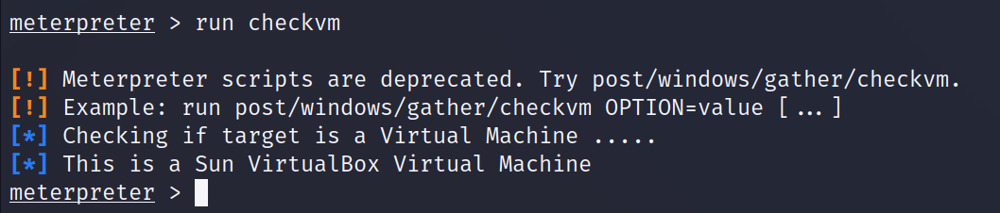 meterpreter > run checkvm
[!] Meterpreter scripts are deprecated. Try post/windows/gather/checkvm.
[!] Example: run post/windows/gather/checkvm OPTION=value [...]
[*] Checking if target is a Virtual Machine .....
[*] This is a Sun VirtualBox Virtual Machine
meterpreter >